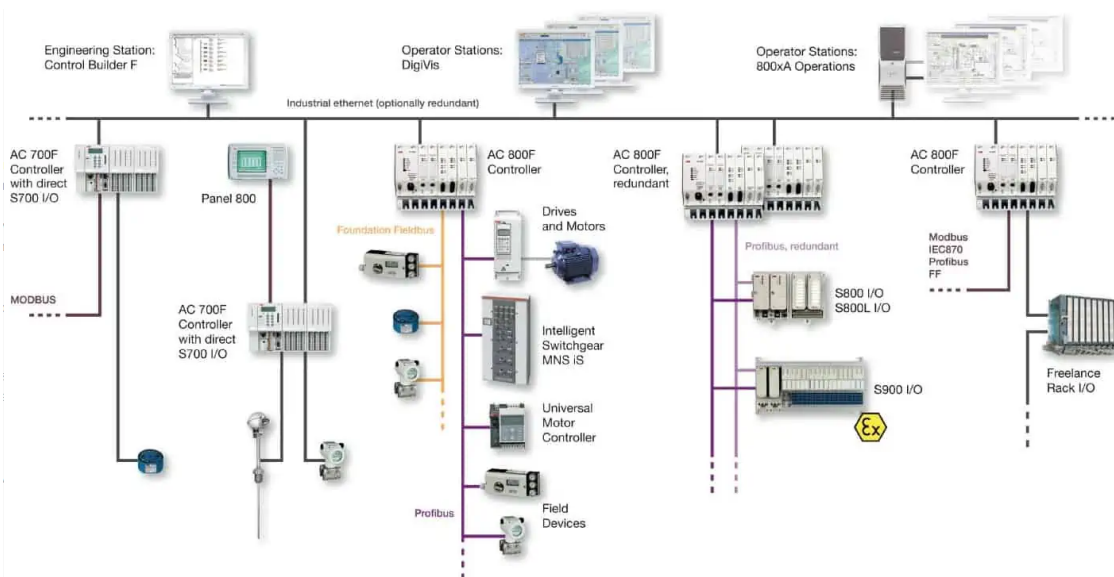 Engineering Station:
Control Builder F
Operator Stations:
DigiVis
Operator Stations:
800xA Operations
Industrial ethernet (optionally redundant)
AC 700F
Controller
with direct
S700 I/O
Panel 800
AC 800F
Controller
AC 800F
Controller,
redundant
AC 800F
Controller
Drives
and Motors
Foundation Fieldbus
Profibus, redundant
Modbus
IEC870
Profibus
FF
MODBUS
AC 700F
Controller
with direct
S700 I/O
S800 I/O
S800L I/O
Intelligent
Switchgear
MNS iS
Freelance
Rack I/O
S900 I/O
Ex
Universal
Motor
Controller
Profibus
Field
Devices